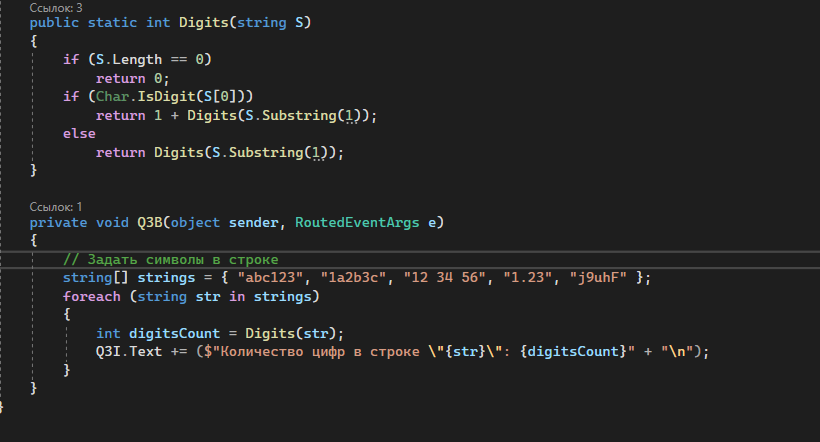 Ссылок: 3
public static int Digits(string S)
{
if (S.Length == 0)
return 0;
if (Char.IsDigit(S[0]))
return 1 + Digits(S.Substring(1));
else
return Digits(S.Substring(1));
}
Ссылок: 1
private void Q3B(object sender, RoutedEventArgs e)
{
// Задать символы в строке
string[] strings = { "abc123", "1a2b3c", "12 34 56", "1.23", "j9uhF" };
foreach (string str in strings)
{
int digitsCount = Digits(str);
Q3I.Text += ($"Количество цифр в строке \"{str}\": {digitsCount}" + "\n");
}
}
}